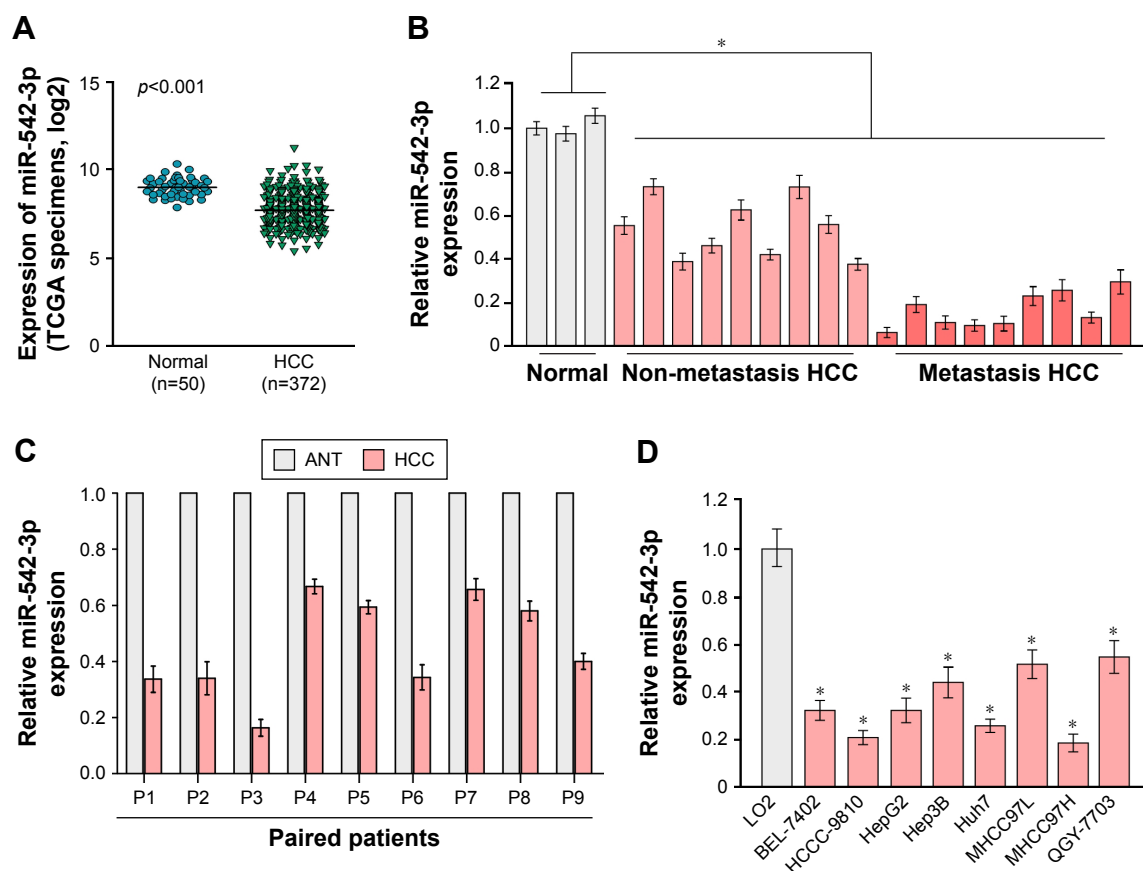 A
Expression of miR-542-3p
(TCGA specimens, log2)
15
10
5
0
p<0.001
Normal
(n=50)
HCC
(n=372)
B
Relative miR-542-3p
expression
1.2
1.0
0.8
0.6
0.4
0.2
0
*
Normal
Non-metastasis HCC
Metastasis HCC
C
ANT
HCC
Relative miR-542-3p
expression
1.0
0.8
0.6
0.4
0.2
0.0
P1
P2
P3
P4
P5
P6
P7
P8
P9
Paired patients
D
Relative miR-542-3p
expression
1.2
1.0
0.8
0.6
0.4
0.2
0
*
*
*
*
*
*
*
*
LO2
BEL-7402
HCCC-9810
HepG2
Hep3B
Huh7
MHCC97L
MHCC97H
QGY-7703